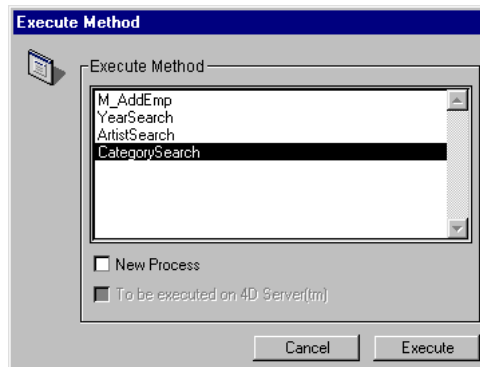 Execute Method
Execute Method
M_AddEmp
YearSearch
ArtistSearch
CategorySearch
New Process
To be executed on 4D Server(tm)
Cancel
Execute